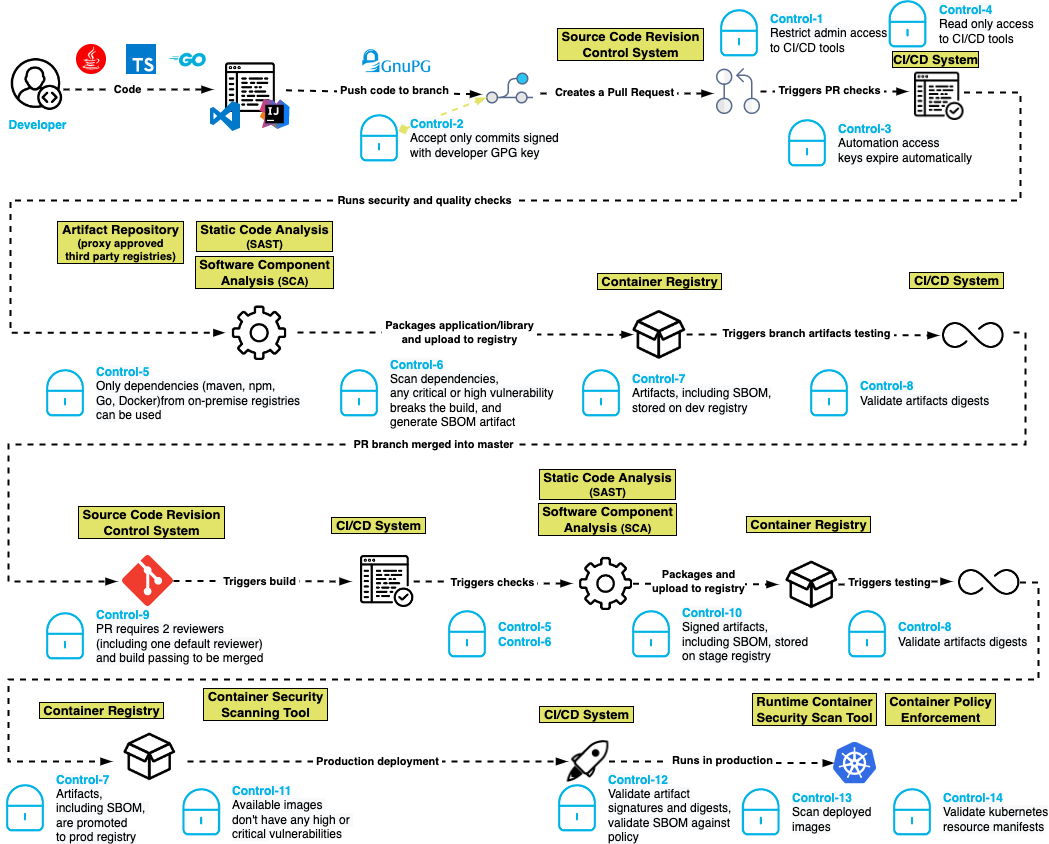 Control-1
Restrict admin access
to CI/CD tools
Control-4
Read only access
to CI/CD tools
Source Code Revision
Control System
CI/CD System
TS
GO
GnuPG
IJ
Developer
Code
Push code to branch
Creates a Pull Request
Triggers PR checks
Control-2
Accept only commits signed
with developer GPG key
Control-3
Automation access
keys expire automatically
Runs security and quality checks
Artifact Repository
(proxy approved
third party registries)
Static Code Analysis
(SAST)
Software Component
Analysis (SCA)
Container Registry
CI/CD System
Packages application/library
and upload to registry
Triggers branch artifacts testing
Control-5
Only dependencies (maven, npm,
Go, Docker)from on-premise registries
can be used
Control-6
Scan dependencies,
any critical or high vulnerability
breaks the build, and
generate SBOM artifact
Control-7
Artifacts, including SBOM,
stored on dev registry
Control-8
Validate artifacts digests
PR branch merged into master
Source Code Revision
Control System
CI/CD System
Static Code Analysis
(SAST)
Software Component
Analysis (SCA)
Container Registry
Triggers build
Triggers checks
Packages and
upload to registry
Triggers testing
Control-9
PR requires 2 reviewers
(including one default reviewer)
and build passing to be merged
Control-5
Control-6
Control-10
Signed artifacts,
including SBOM, stored
on stage registry
Control-8
Validate artifacts digests
Container Registry
Container Security
Scanning Tool
CI/CD System
Runtime Container
Security Scan Tool
Container Policy
Enforcement
Production deployment
Runs in production
Control-7
Artifacts,
including SBOM,
are promoted
to prod registry
Control-11
Available images
don't have any high or
critical vulnerabilities
Control-12
Validate artifact
signatures and digests,
validate SBOM against
policy
Control-13
Scan deployed
images
Control-14
Validate kubernetes
resource manifests